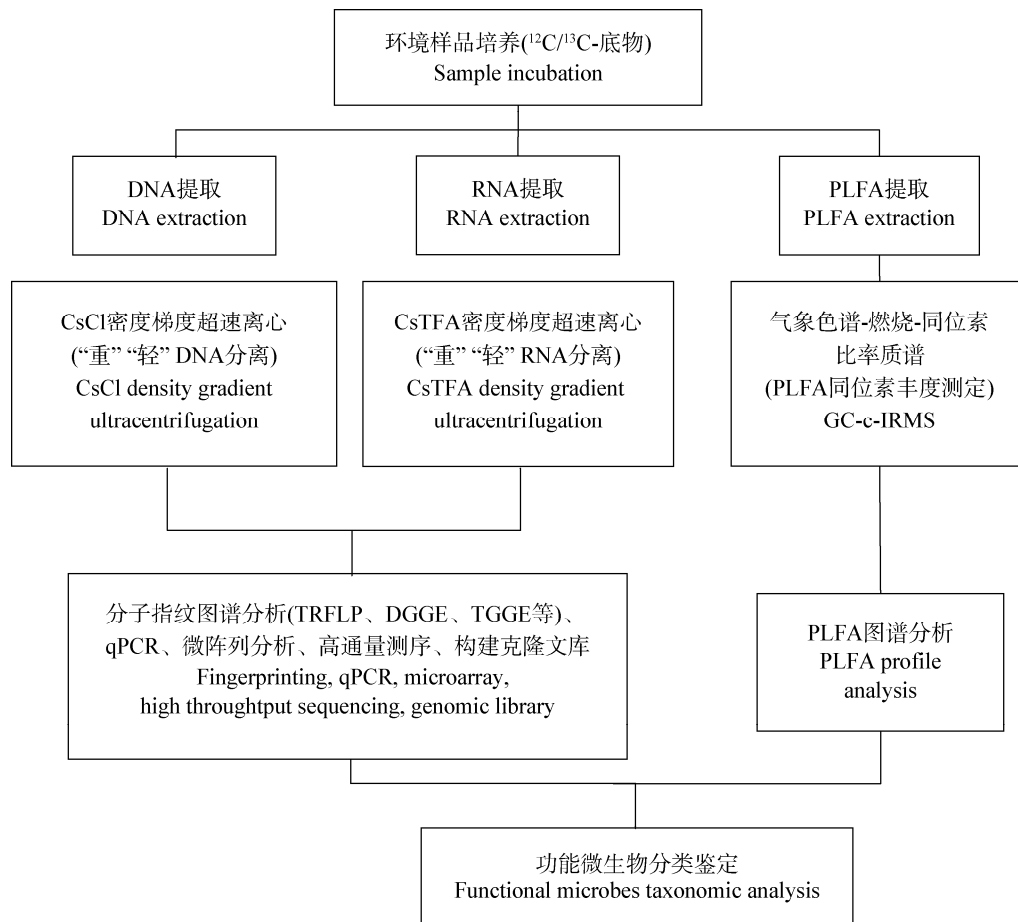 环境样品培养(¹²C/¹³C-底物)
Sample incubation
DNA提取
DNA extraction
RNA提取
RNA extraction
PLFA提取
PLFA extraction
CsCl密度梯度超速离心
(“重” “轻” DNA分离)
CsCl density gradient
ultracentrifugation
CsTFA密度梯度超速离心
(“重” “轻” RNA分离)
CsTFA density gradient
ultracentrifugation
气象色谱-燃烧-同位素
比率质谱
(PLFA同位素丰度测定)
GC-c-IRMS
分子指纹图谱分析(TRFLP、DGGE、TGGE等)、
qPCR、微阵列分析、高通量测序、构建克隆文库
Fingerprinting, qPCR, microarray,
high throughtput sequencing, genomic library
PLFA图谱分析
PLFA profile
analysis
功能微生物分类鉴定
Functional microbes taxonomic analysis